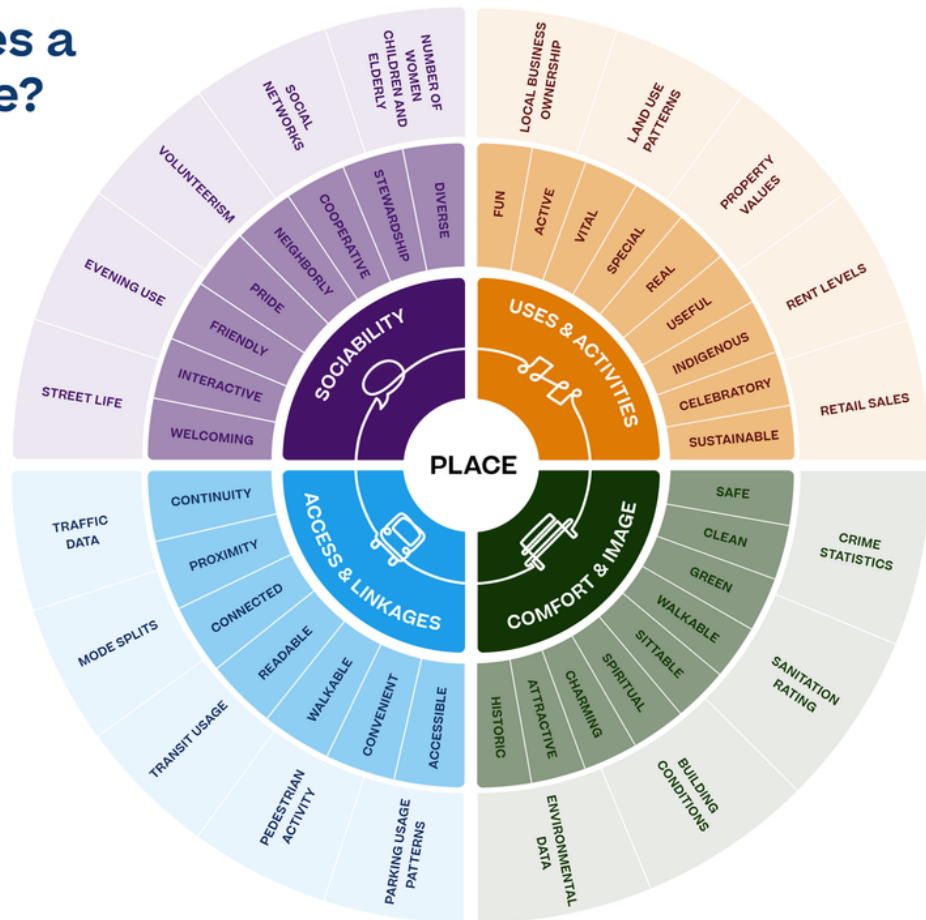 es a
e?
PLACE
SOCIABILITY
USES & ACTIVITIES
COMFORT & IMAGE
ACCESS & LINKAGES
WELCOMING
INTERACTIVE
FRIENDLY
PRIDE
NEIGHBORLY
COOPERATIVE
STEWARDSHIP
DIVERSE
STREET LIFE
EVENING USE
VOLUNTEERISM
SOCIAL
NETWORKS
NUMBER OF
WOMEN
CHILDREN AND
ELDERLY
FUN
ACTIVE
VITAL
SPECIAL
REAL
USEFUL
INDIGENOUS
CELEBRATORY
SUSTAINABLE
LOCAL BUSINESS
OWNERSHIP
LAND USE
PATTERNS
PROPERTY
VALUES
RENT LEVELS
RETAIL SALES
SAFE
CLEAN
GREEN
WALKABLE
SITTABLE
SPIRITUAL
CHARMING
ATTRACTIVE
HISTORIC
CRIME
STATISTICS
SANITATION
RATING
BUILDING
CONDITIONS
ENVIRONMENTAL
DATA
CONTINUITY
PROXIMITY
CONNECTED
READABLE
WALKABLE
CONVENIENT
ACCESSIBLE
TRAFFIC
DATA
MODE SPLITS
TRANSIT USAGE
PEDESTRIAN
ACTIVITY
PARKING USAGE
PATTERNS